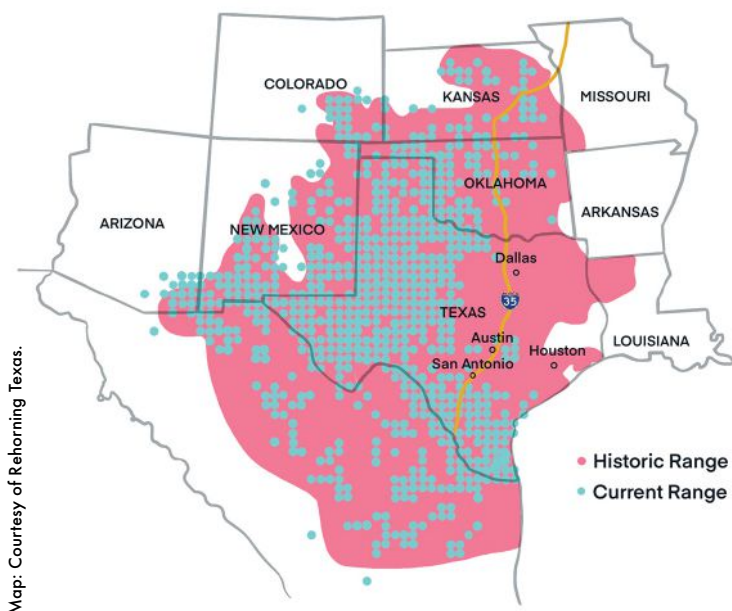 COLORADO
KANSAS
MISSOURI
OKLAHOMA
ARKANSAS
ARIZONA
NEW MEXICO
Dallas
35
TEXAS
Austin
Houston
LOUISIANA
San Antonio
Historic Range
Current Range
Map: Courtesy of Rehorning Texas.